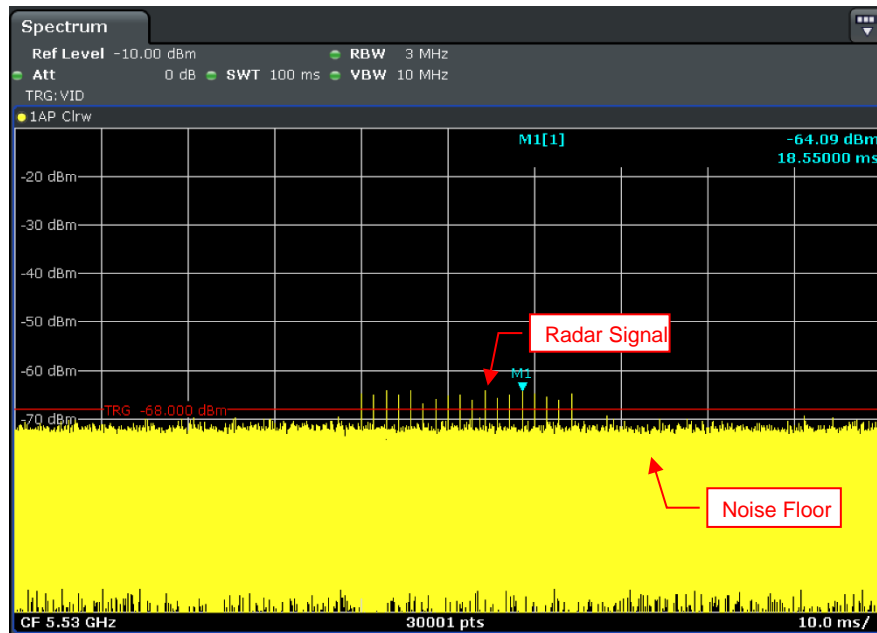 Spectrum
Ref Level -10.00 dBm RBW 3 MHz
Att 0 dB SWT 100 ms VBW 10 MHz
TRG:VID
1AP Clrw
M1[1] -64.09 dBm
18.55000 ms
-20 dBm
-30 dBm
-40 dBm
-50 dBm
Radar Signal
-60 dBm
M1
TRG -68.000 dBm
-70 dBm
Noise Floor
CF 5.53 GHz 30001 pts 10.0 ms/